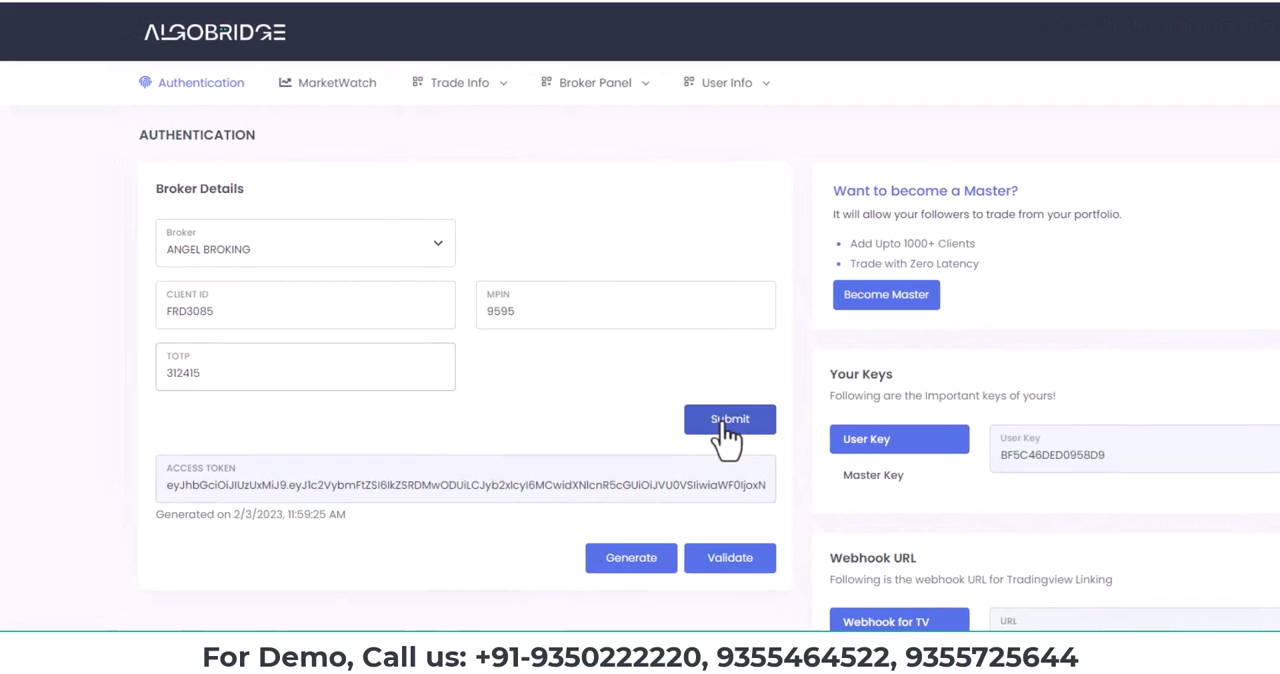 ALGOBRIDGE
Authentication MarketWatch Trade Info Broker Panel User Info
AUTHENTICATION
Broker Details
Broker
ANGEL BROKING
CLIENT ID
FRD3085
MPIN
9595
TOTP
312415
Submit
ACCESS TOKEN
eyJhbGciOiJIUzUxMiJ9.eyJ1c2VybmFtZSI6IkZSRDMwODUiLCJyb2xlcyI6MCwidXNlcnR5cGUiOiJVU0VSIiwiaWF0IjoxN
Generated on 2/3/2023, 11:59:25 AM
Generate Validate
Want to become a Master?
It will allow your followers to trade from your portfolio.
• Add Upto 1000+ Clients
• Trade with Zero Latency
Become Master
Your Keys
Following are the Important keys of yours!
User Key
Master Key
User Key
BF5C46DED0958D9
Webhook URL
Following is the webhook URL for Tradingview Linking
Webhook for TV
URL
For Demo, Call us: +91-9350222220, 9355464522, 9355725644